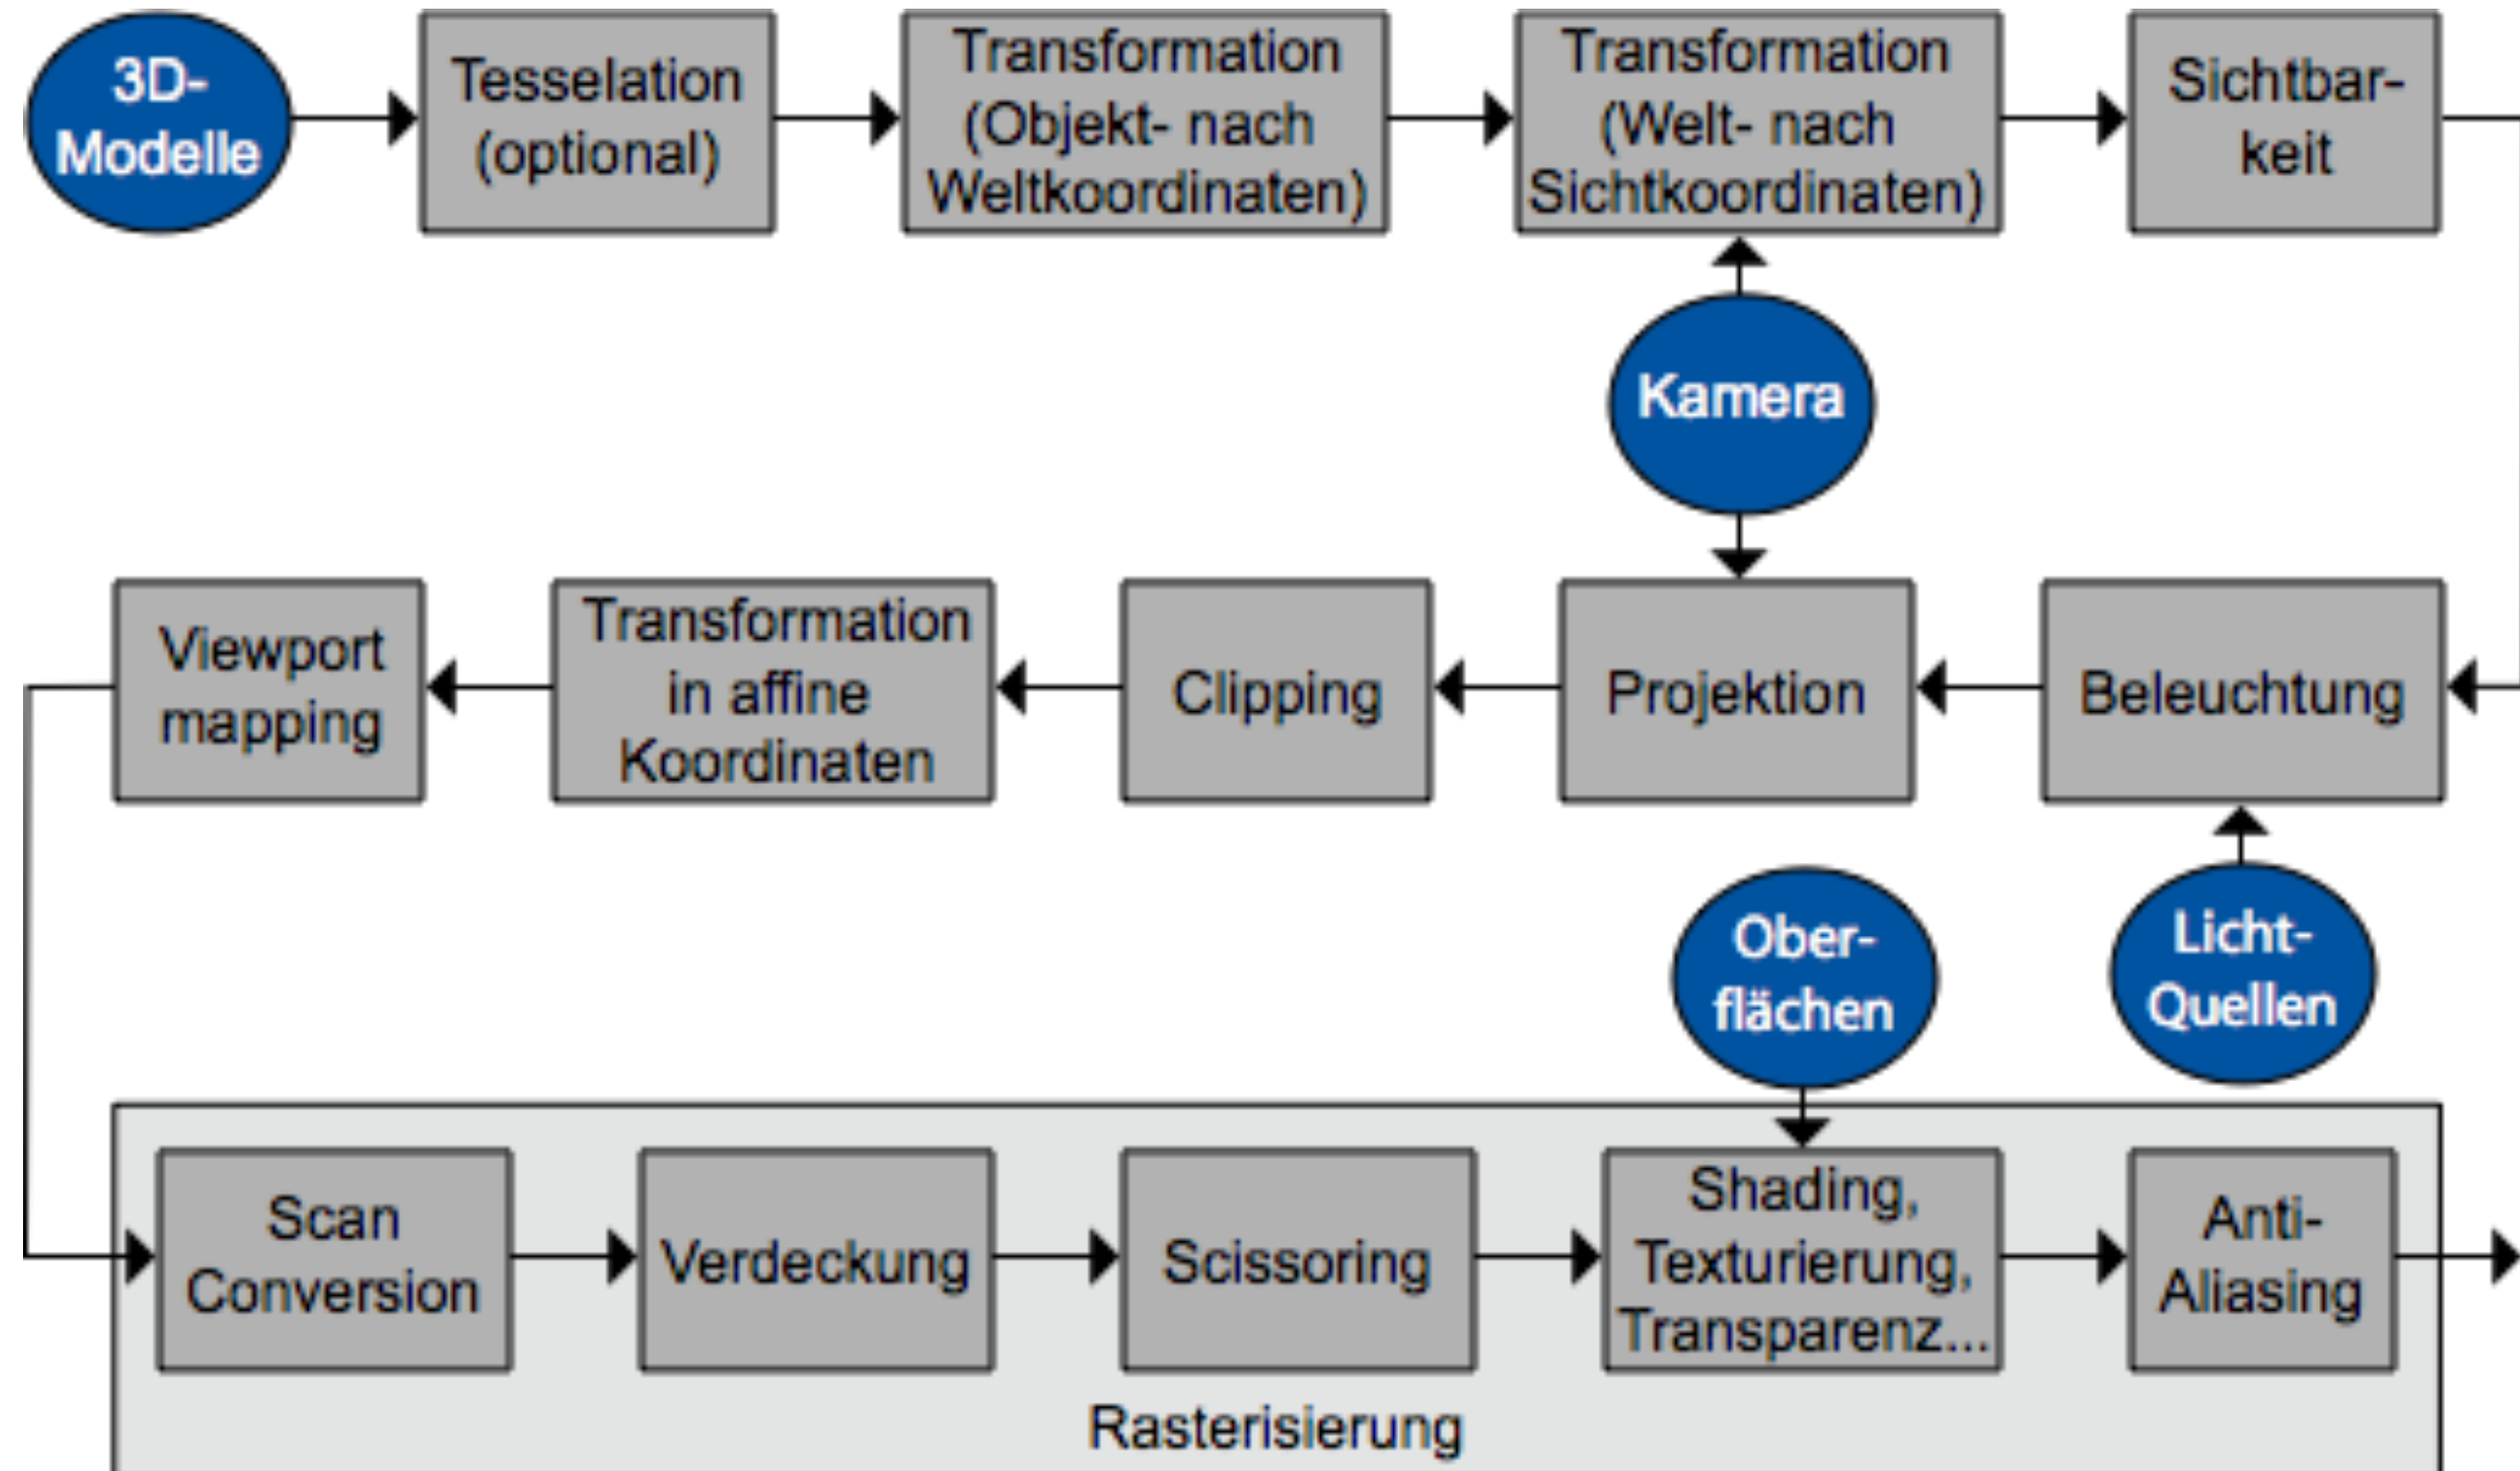 3D-
Modelle
Tesselation
(optional)
Transformation
(Objekt- nach
Weltkoordinaten)
Transformation
(Welt- nach
Sichtkoordinaten)
Sichtbar-
keit
Kamera
Viewport
mapping
Transformation
in affine
Koordinaten
Clipping
Projektion
Beleuchtung
Ober-
flächen
Licht-
Quellen
Scan
Conversion
Verdeckung
Scissoring
Shading,
Texturierung,
Transparenz...
Anti-
Aliasing
Rasterisierung